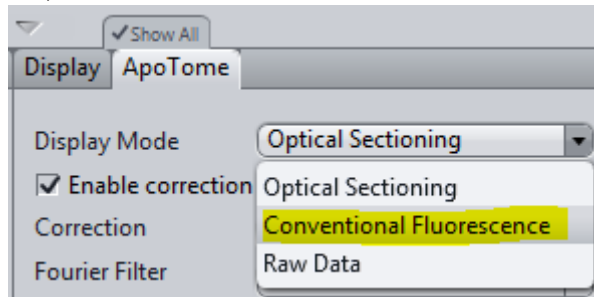 ✓ Show All
Display ApoTome
Display Mode Optical Sectioning
✓ Enable correction Optical Sectioning
Correction Conventional Fluorescence
Fourier Filter Raw Data